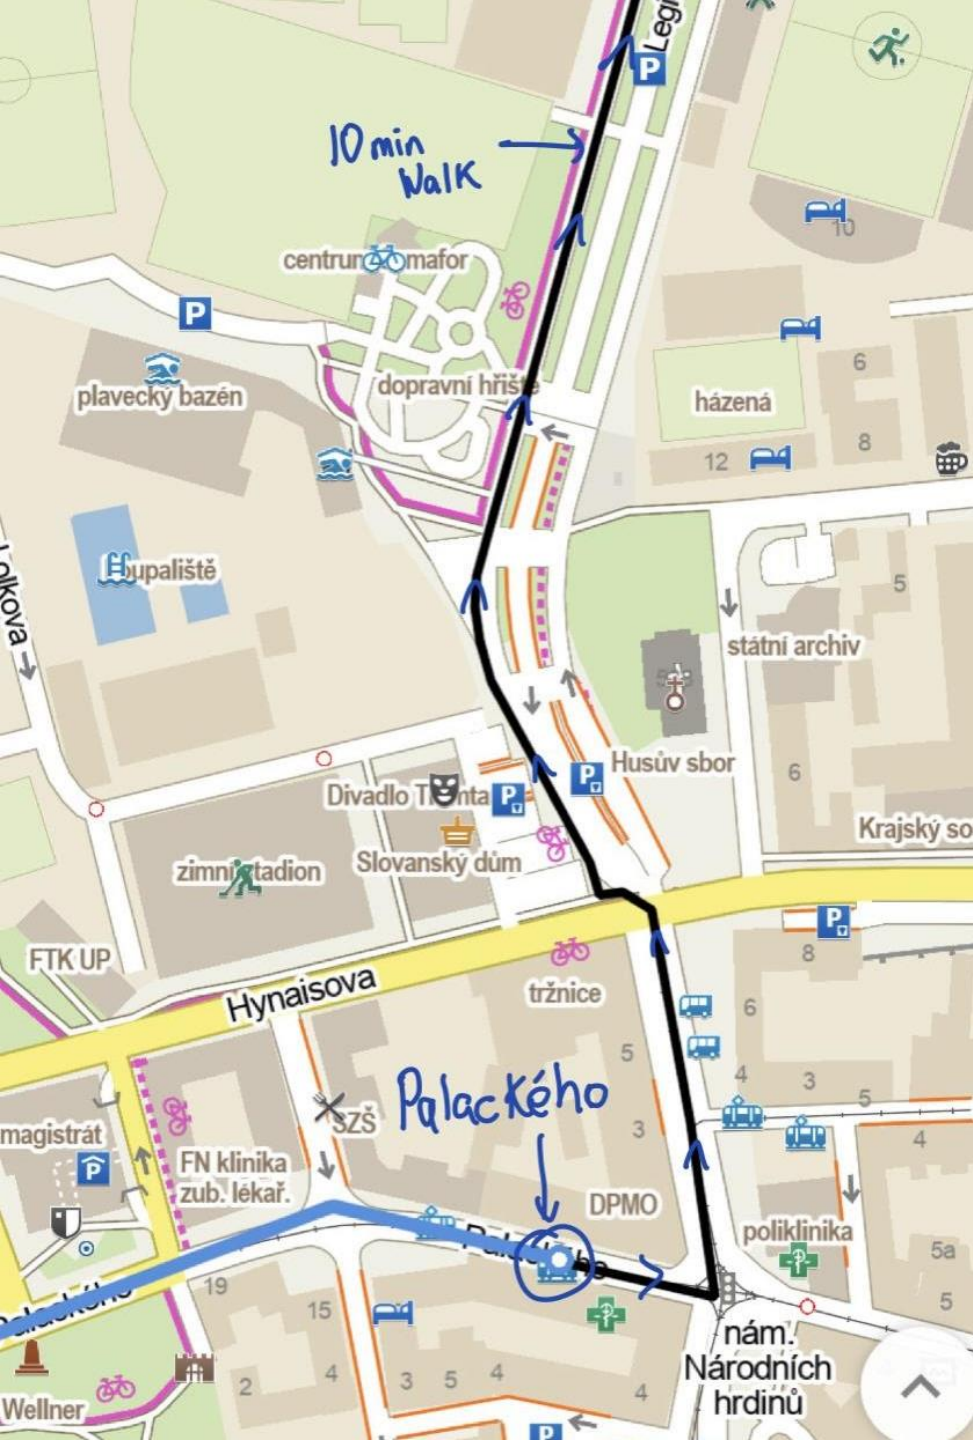 Legi
P
10 min
Walk
10
centrum
mafor
P
6
plavecký bazén
dopravní hřiště
házená
8
12
Lolkova
oupaliště
5
státní archiv
Husův sbor
P
6
Divadlo T
nta
P
Krajský so
zimní
tadion
Slovanský dům
P
FTK UP
8
Hynaisova
tržnice
6
5
4
3
5
Palackého
SZŠ
magistrát
3
4
P
FN klinika
zub. lékař.
DPMO
poliklinika
5a
Palackého
19
15
5
nám.
Národních
hrdinů
4
3
5
4
2
4
Wellner
P